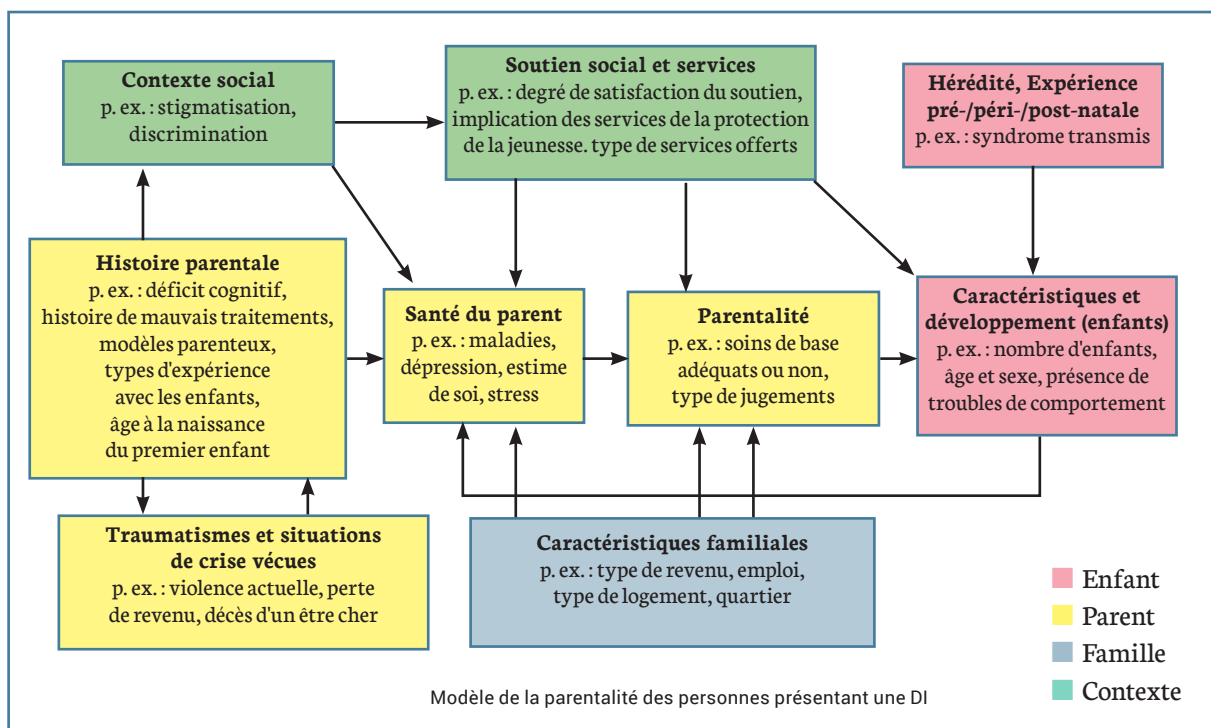 Contexte social
p. ex. : stigmatisation,
discrimination
Soutien social et services
p. ex. : degré de satisfaction du soutien,
implication des services de la protection
de la jeunesse. type de services offerts
Hérédité, Expérience
pré-/péri-/post-natale
p. ex. : syndrome transmis
Histoire parentale
p. ex. : déficit cognitif,
histoire de mauvais traitements,
modèles parenteux,
types d'expérience
avec les enfants,
âge à la naissance
du premier enfant
Santé du parent
p. ex. : maladies,
dépression, estime
de soi, stress
Parentalité
p. ex. : soins de base
adéquats ou non,
type de jugements
Caractéristiques et
développement (enfants)
p. ex. : nombre d'enfants,
âge et sexe, présence de
troubles de comportement
Traumatismes et situations
de crise vécues
p. ex. : violence actuelle, perte
de revenu, décès d'un être cher
Caractéristiques familiales
p. ex. : type de revenu, emploi,
type de logement, quartier
Enfant
Parent
Famille
Contexte
Modèle de la parentalité des personnes présentant une DI